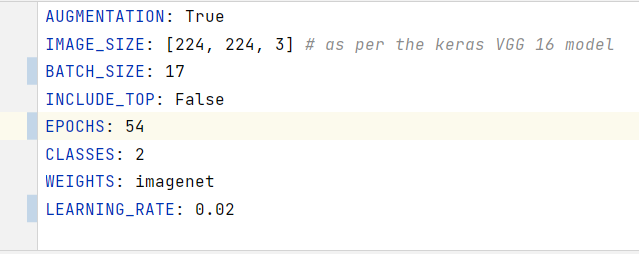 AUGMENTATION: True
IMAGE_SIZE: [224, 224, 3] # as per the keras VGG 16 model
BATCH_SIZE: 17
INCLUDE_TOP: False
EPOCHS: 54
CLASSES: 2
WEIGHTS: imagenet
LEARNING_RATE: 0.02